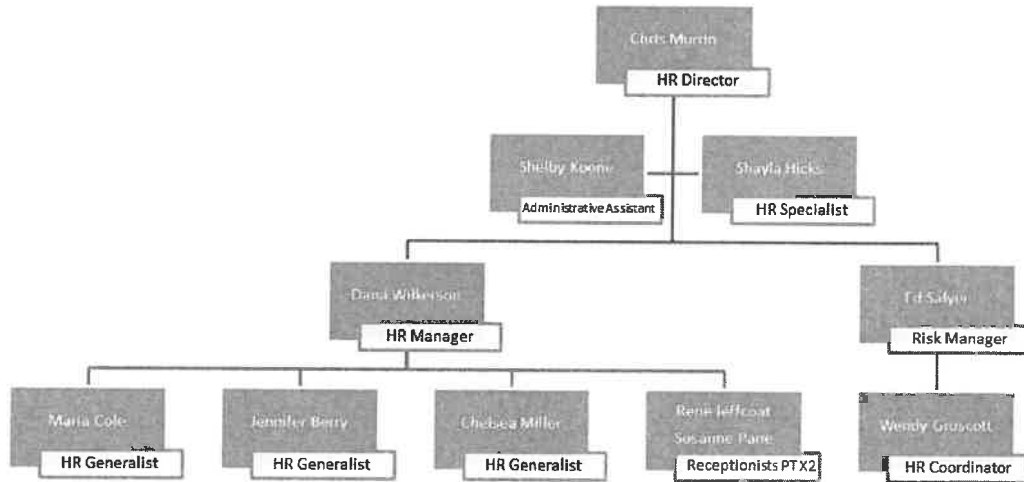 Chris Murrin
HR Director
Shelby Koone
Administrative Assistant
Shayla Hicks
HR Specialist
Dana Wilkerson
HR Manager
Ed Salyer
Risk Manager
Maria Cole
HR Generalist
Jennifer Berry
HR Generalist
Chelsea Miller
HR Generalist
Rene Jeffcoat
Susanne Pane
Receptionists PT X2
Wendy
HR Coordinator